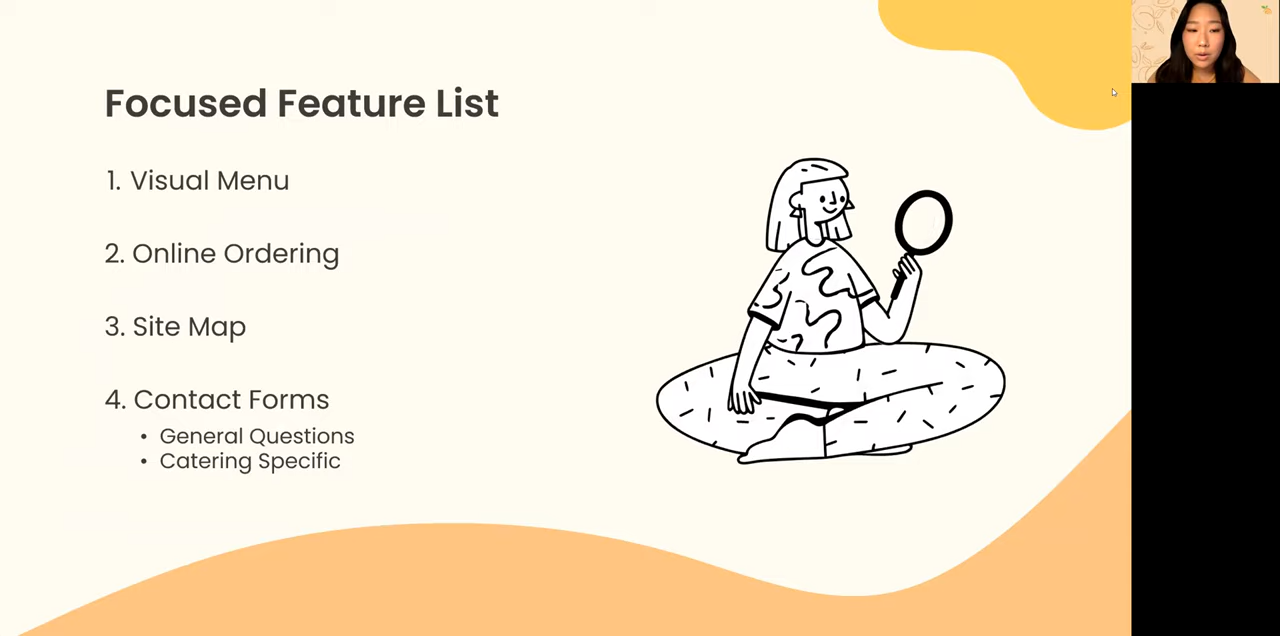 Focused Feature List
1. Visual Menu
2. Online Ordering
3. Site Map
4. Contact Forms
• General Questions
• Catering Specific